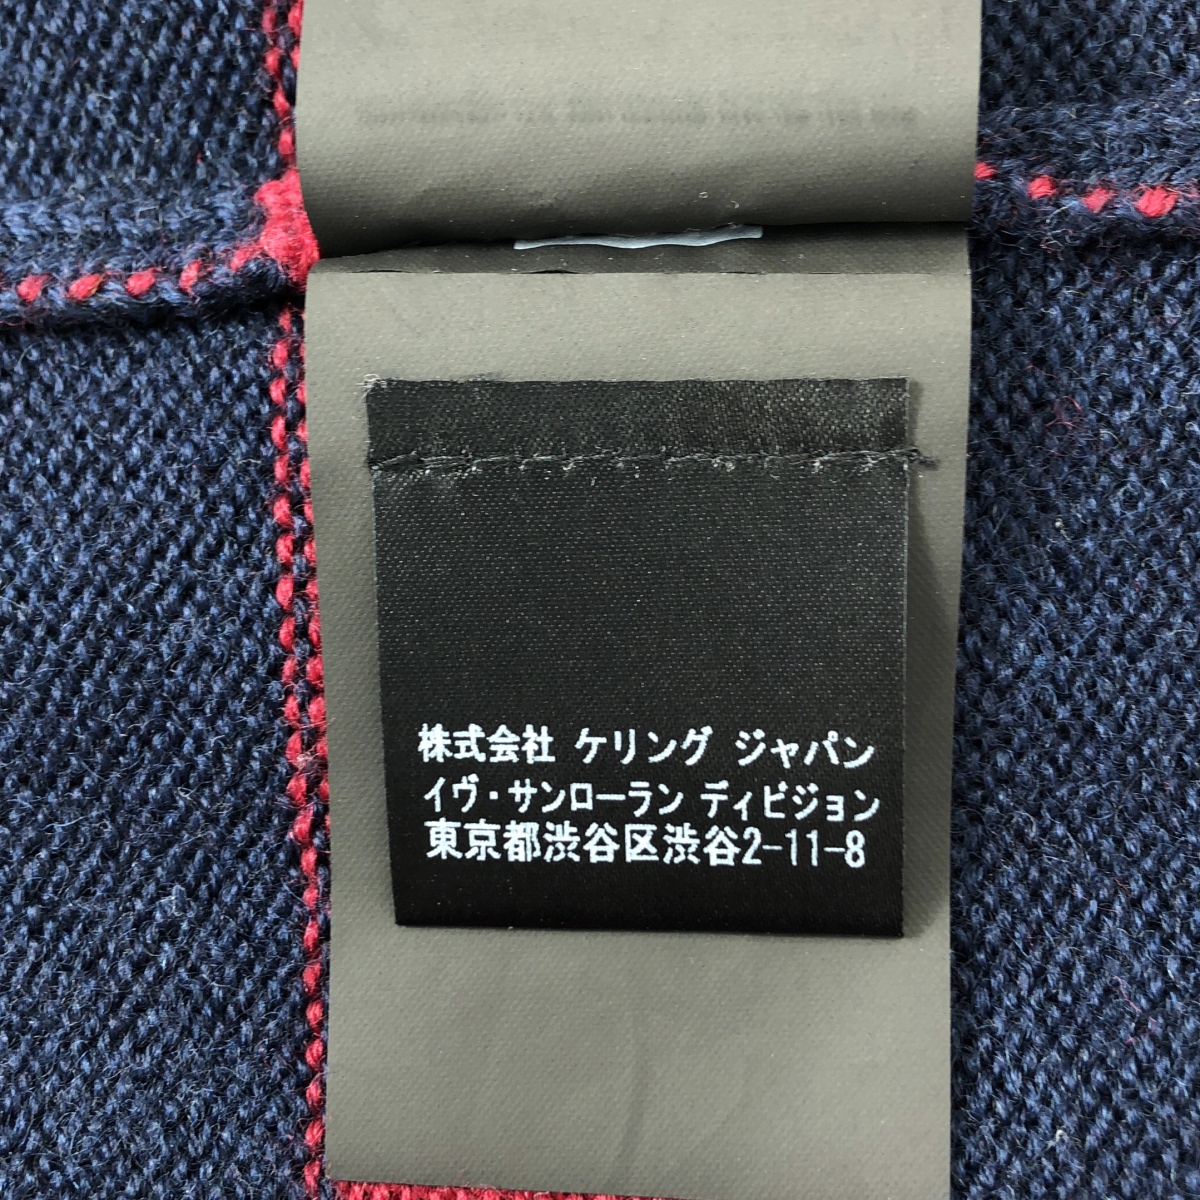 株式会社 ケリング ジャパン
イヴ・サンローラン ディビジョン
東京都渋谷区渋谷2-11-8